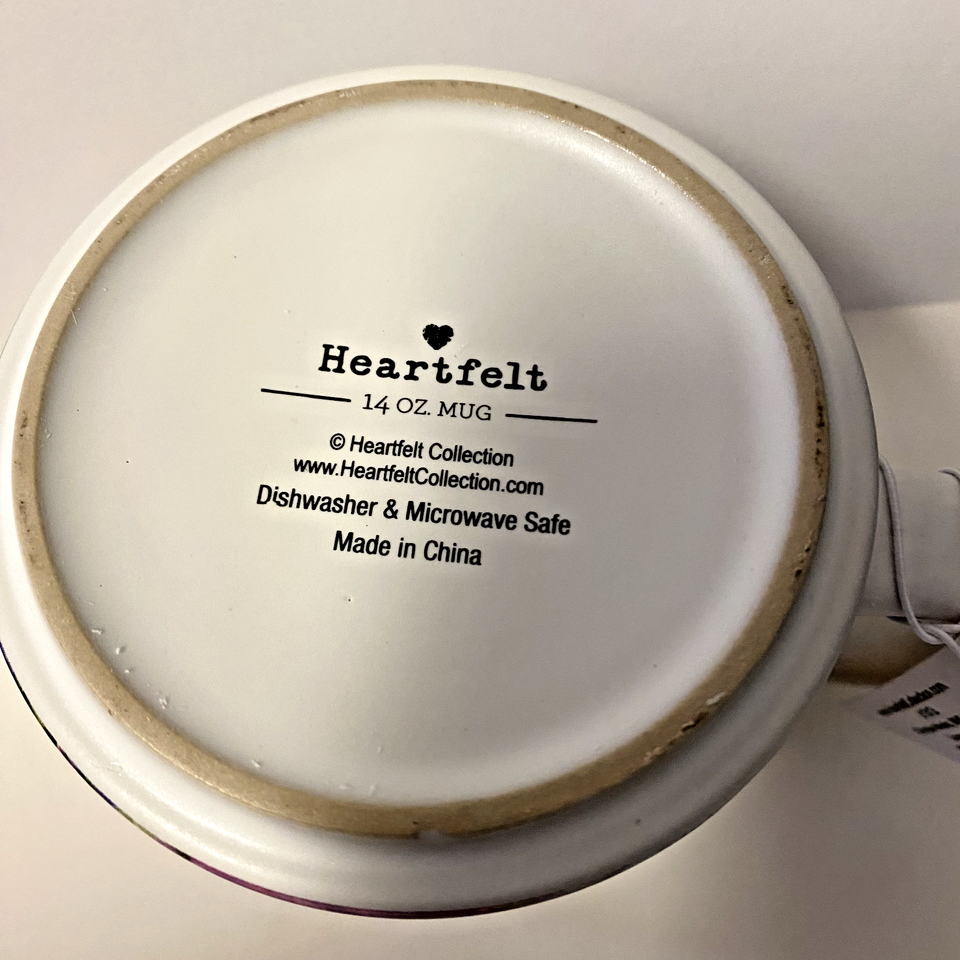 Heartfelt
14 OZ. MUG
© Heartfelt Collection
www.HeartfeltCollection.com
Dishwasher & Microwave Safe
Made in China